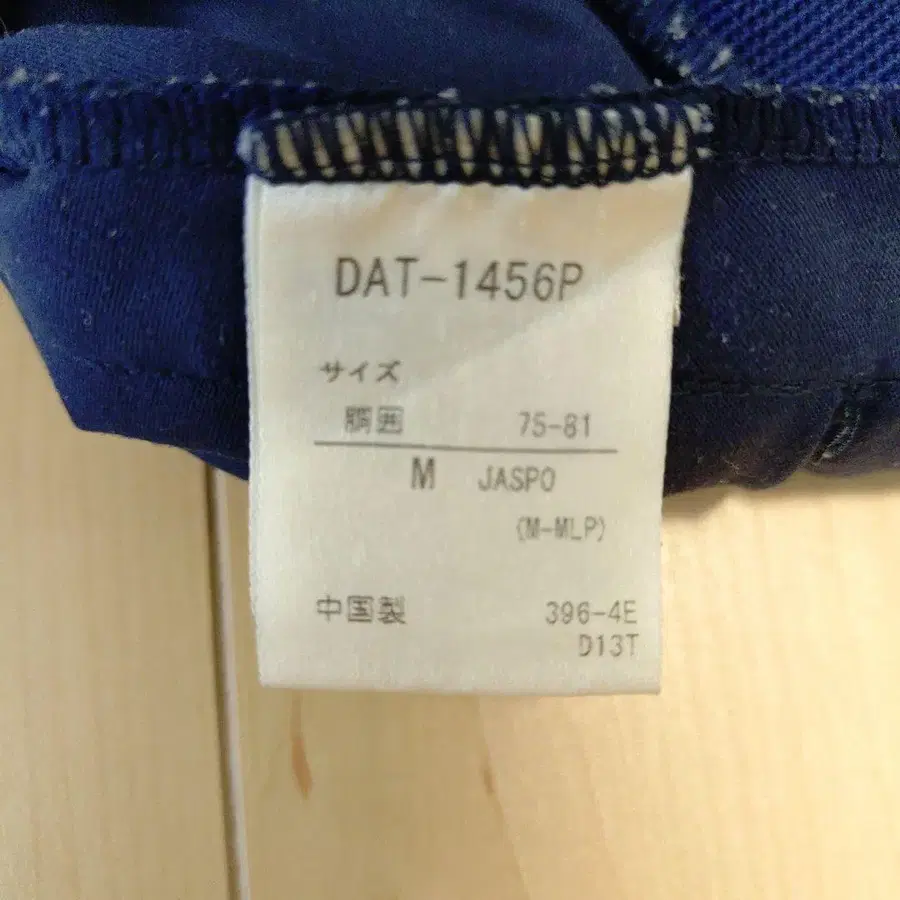 DAT-1456P
サイズ
胴囲 75-81
M JASPO
(M-MLP)
中国製 396-4E
D13T